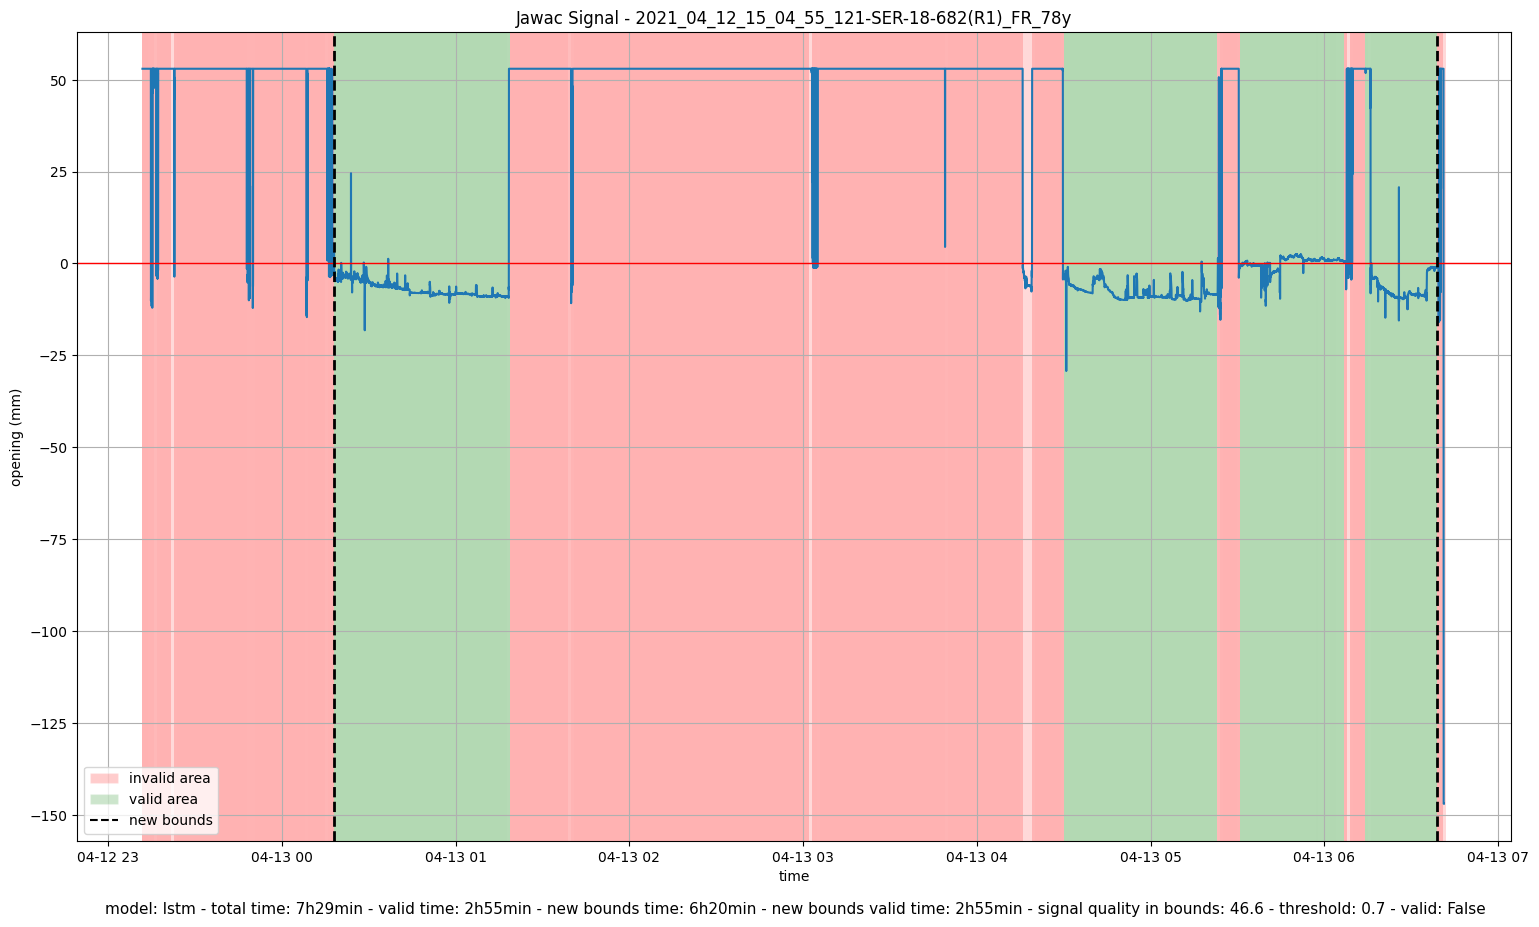 Jawac Signal - 2021_04_12_15_04_55_121-SER-18-682(R1)_FR_78y
opening (mm)
50
25
0
−25
−50
−75
−100
−125
−150
invalid area
valid area
new bounds
04-12 23
04-13 00
04-13 01
04-13 02
04-13 03
04-13 04
04-13 05
04-13 06
04-13 07
time
model: lstm - total time: 7h29min - valid time: 2h55min - new bounds time: 6h20min - new bounds valid time: 2h55min - signal quality in bounds: 46.6 - threshold: 0.7 - valid: False